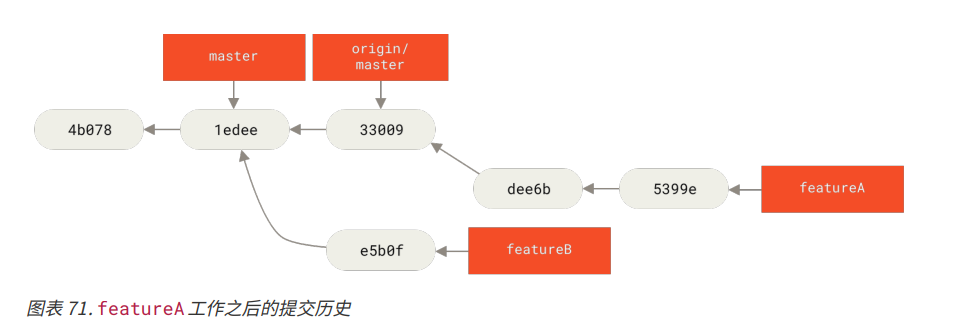 master
origin/
master
4b078
1edee
33009
dee6b
5399e
featureA
e5b0f
featureB
图表 71. featureA 工作之后的提交历史